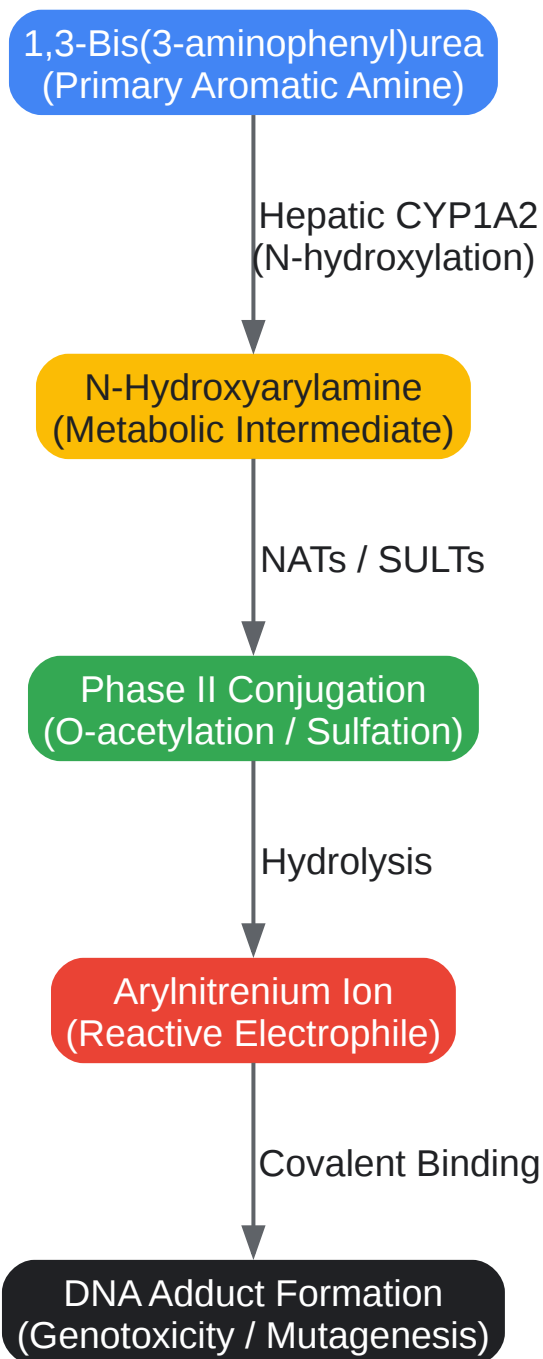 1,3-Bis(3-aminophenyl)urea
(Primary Aromatic Amine)
Hepatic CYP1A2
(N-hydroxylation)
N-Hydroxyarylamine
(Metabolic Intermediate)
NATs / SULTs
Phase II Conjugation
(O-acetylation / Sulfation)
Hydrolysis
Arylnitrenium Ion
(Reactive Electrophile)
Covalent Binding
DNA Adduct Formation
(Genotoxicity / Mutagenesis)